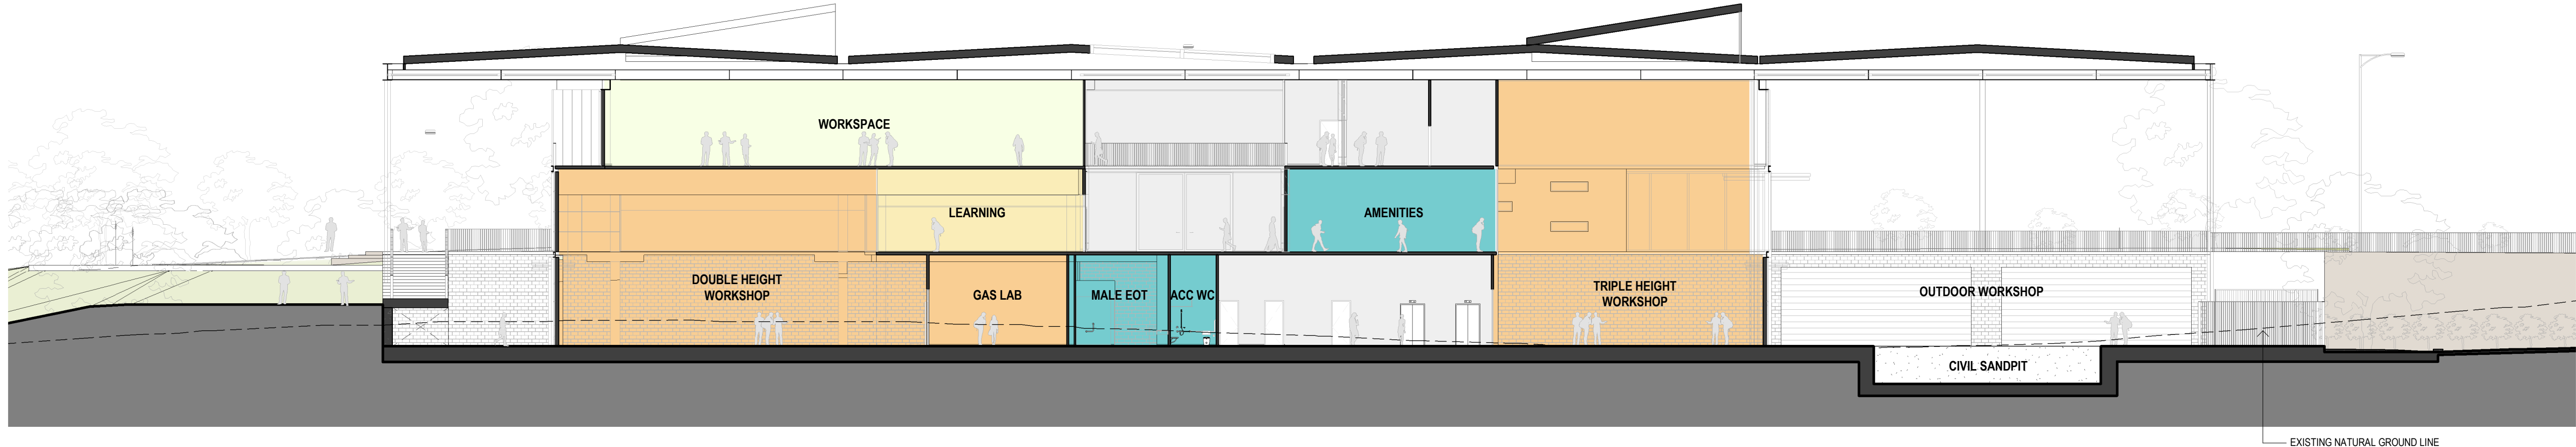 WORKSPACE
LEARNING
AMENITIES
DOUBLE HEIGHT
WORKSHOP
GAS LAB
MALE EOT
ACC WC
TRIPLE HEIGHT
WORKSHOP
OUTDOOR WORKSHOP
CIVIL SANDPIT
EXISTING NATURAL GROUND LINE